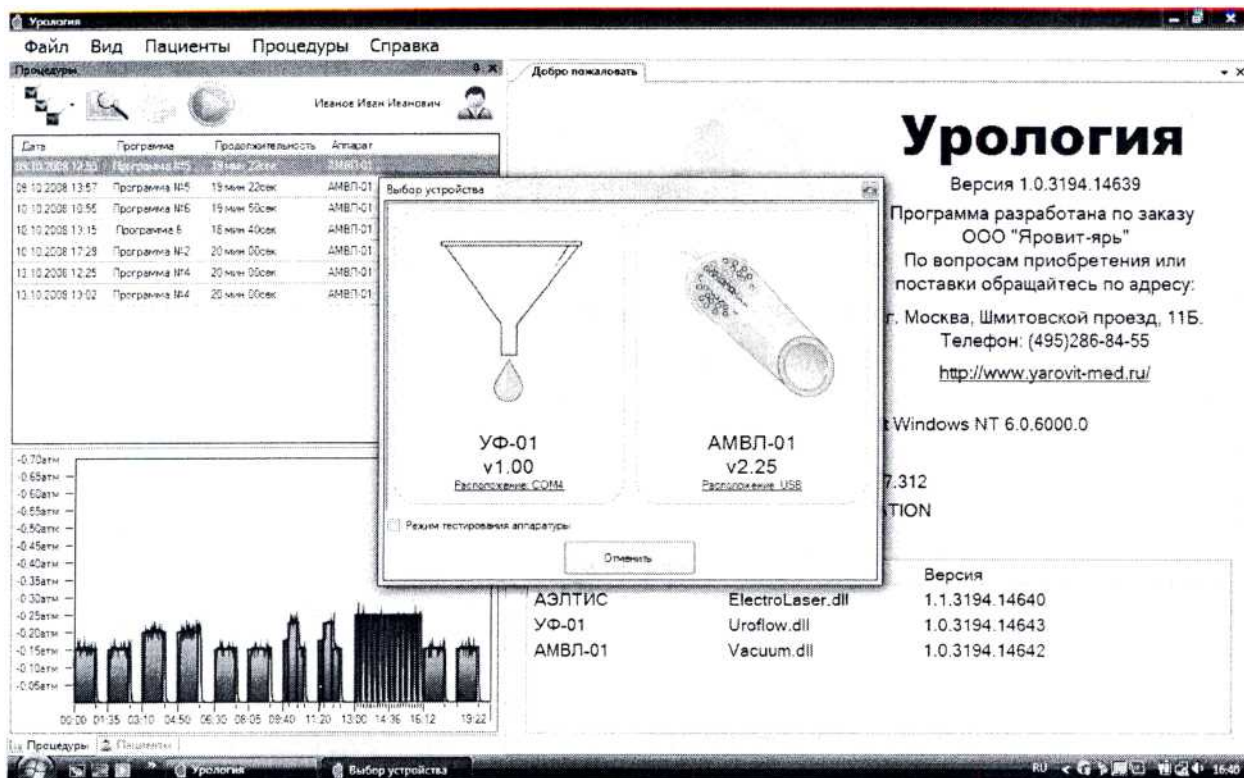 Урология
Файл Вид Пациенты Процедуры Справка
Процедуры
Добро пожаловать
Иванов Иван Иванович
Дата Программа Продолжительность Аппарат
09.10.2008 Программа №5 19 мин 22сек АМВЛ-01
09.10.2008 13:57 Программа №5 19 мин 22сек АМВЛ-01
10.10.2008 10:56 Программа №6 19 мин 50сек АМВЛ-01
10.10.2008 13:15 Программа 6 18 мин 40сек АМВЛ-01
10.10.2008 17:28 Программа №2 20 мин 00сек АМВЛ-01
13.10.2008 12:25 Программа №4 20 мин 00сек АМВЛ-01
13.10.2008 13:02 Программа №4 20 мин 00сек АМВЛ-01
Выбор устройства
УФ-01
v1.00
Расположение: COM4
АМВЛ-01
v2.25
Расположение: USB
Режим тестирования аппаратуры
Отменить
Урология
Версия 1.0.3194.14639
Программа разработана по заказу
ООО "Яровит-ярь"
По вопросам приобретения или
поставки обращайтесь по адресу:
г. Москва, Шмитовской проезд, 11Б.
Телефон: (495)286-84-55
http://www.yarovit-med.ru/
Windows NT 6.0.6000.0
7.312
TION
Версия
АЭЛТИС ElectroLaser.dll 1.1.3194.14640
УФ-01 Uroflow.dll 1.0.3194.14643
АМВЛ-01 Vacuum.dll 1.0.3194.14642
-0.70атм
-0.65атм
-0.60атм
-0.55атм
-0.50атм
-0.45атм
-0.40атм
-0.35атм
-0.30атм
-0.25атм
-0.20атм
-0.15атм
-0.10атм
-0.05атм
00:00 01:35 03:10 04:50 06:30 08:05 09:40 11:20 13:00 14:36 16:12 19:22
Процедуры Пациенты
Урология Выбор устройства RU 16:40